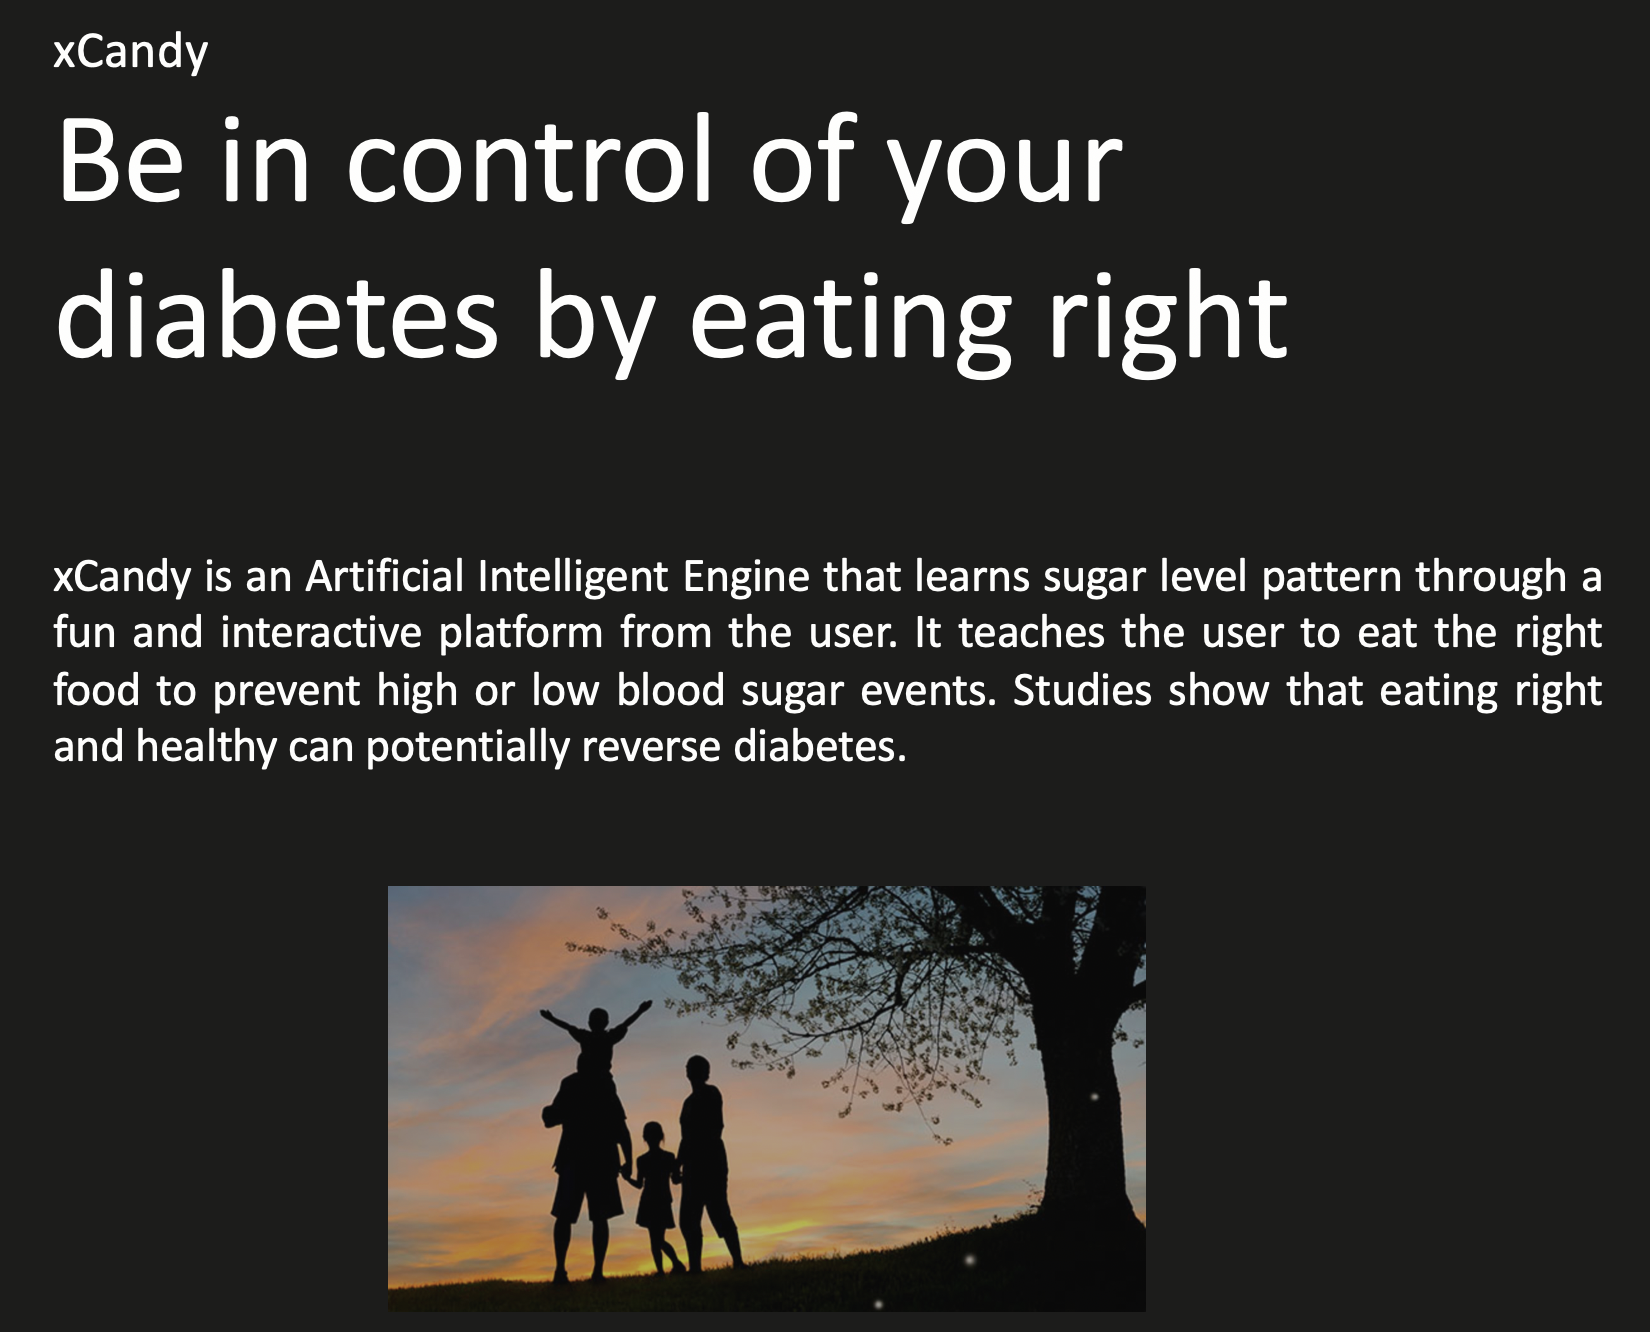 xCandy
Be in control of your
diabetes by eating right
xCandy is an Artificial Intelligent Engine that learns sugar level pattern through a
fun and interactive platform from the user. It teaches the user to eat the right
food to prevent high or low blood sugar events. Studies show that eating right
and healthy can potentially reverse diabetes.